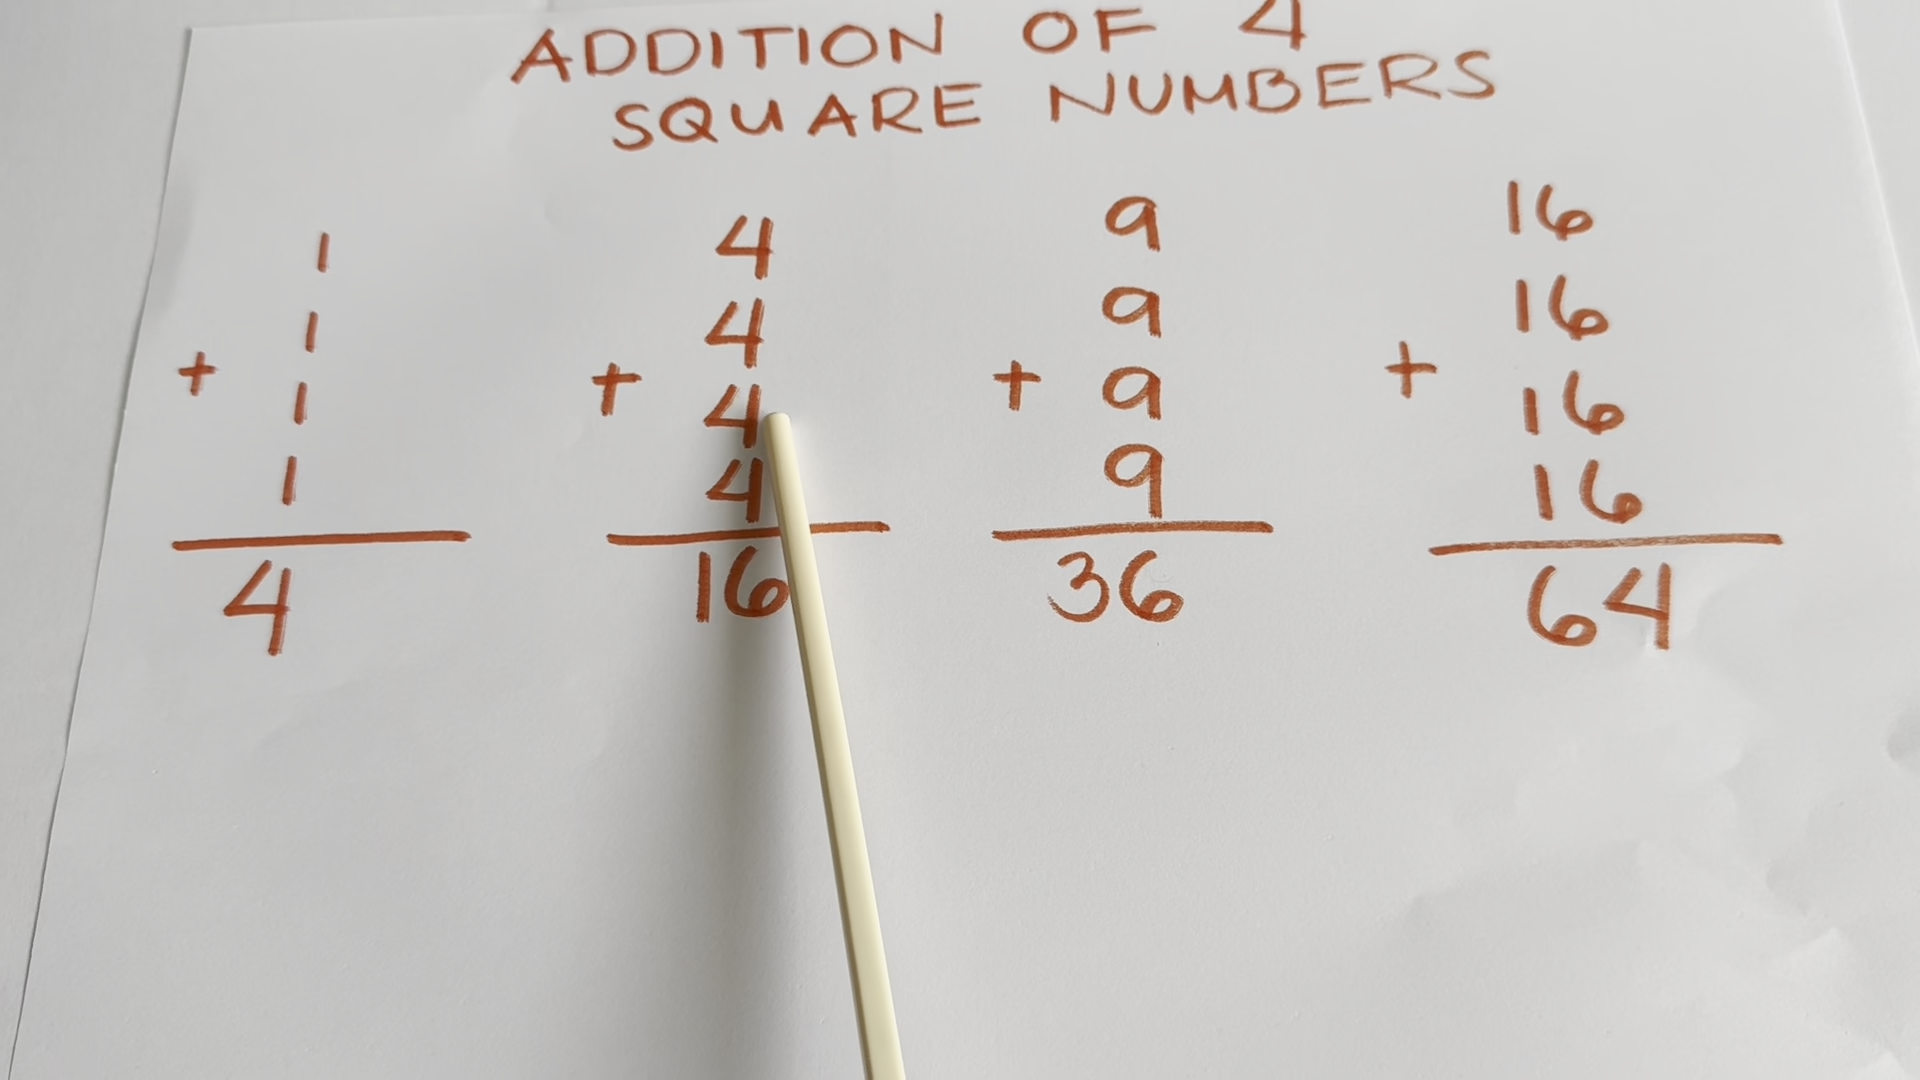 ADDITION OF 4
SQUARE NUMBERS
1 4 9 16
1 4 9 16
+ 1 + 4 + 9 + 16
1 4 9 16
4 16 36 64